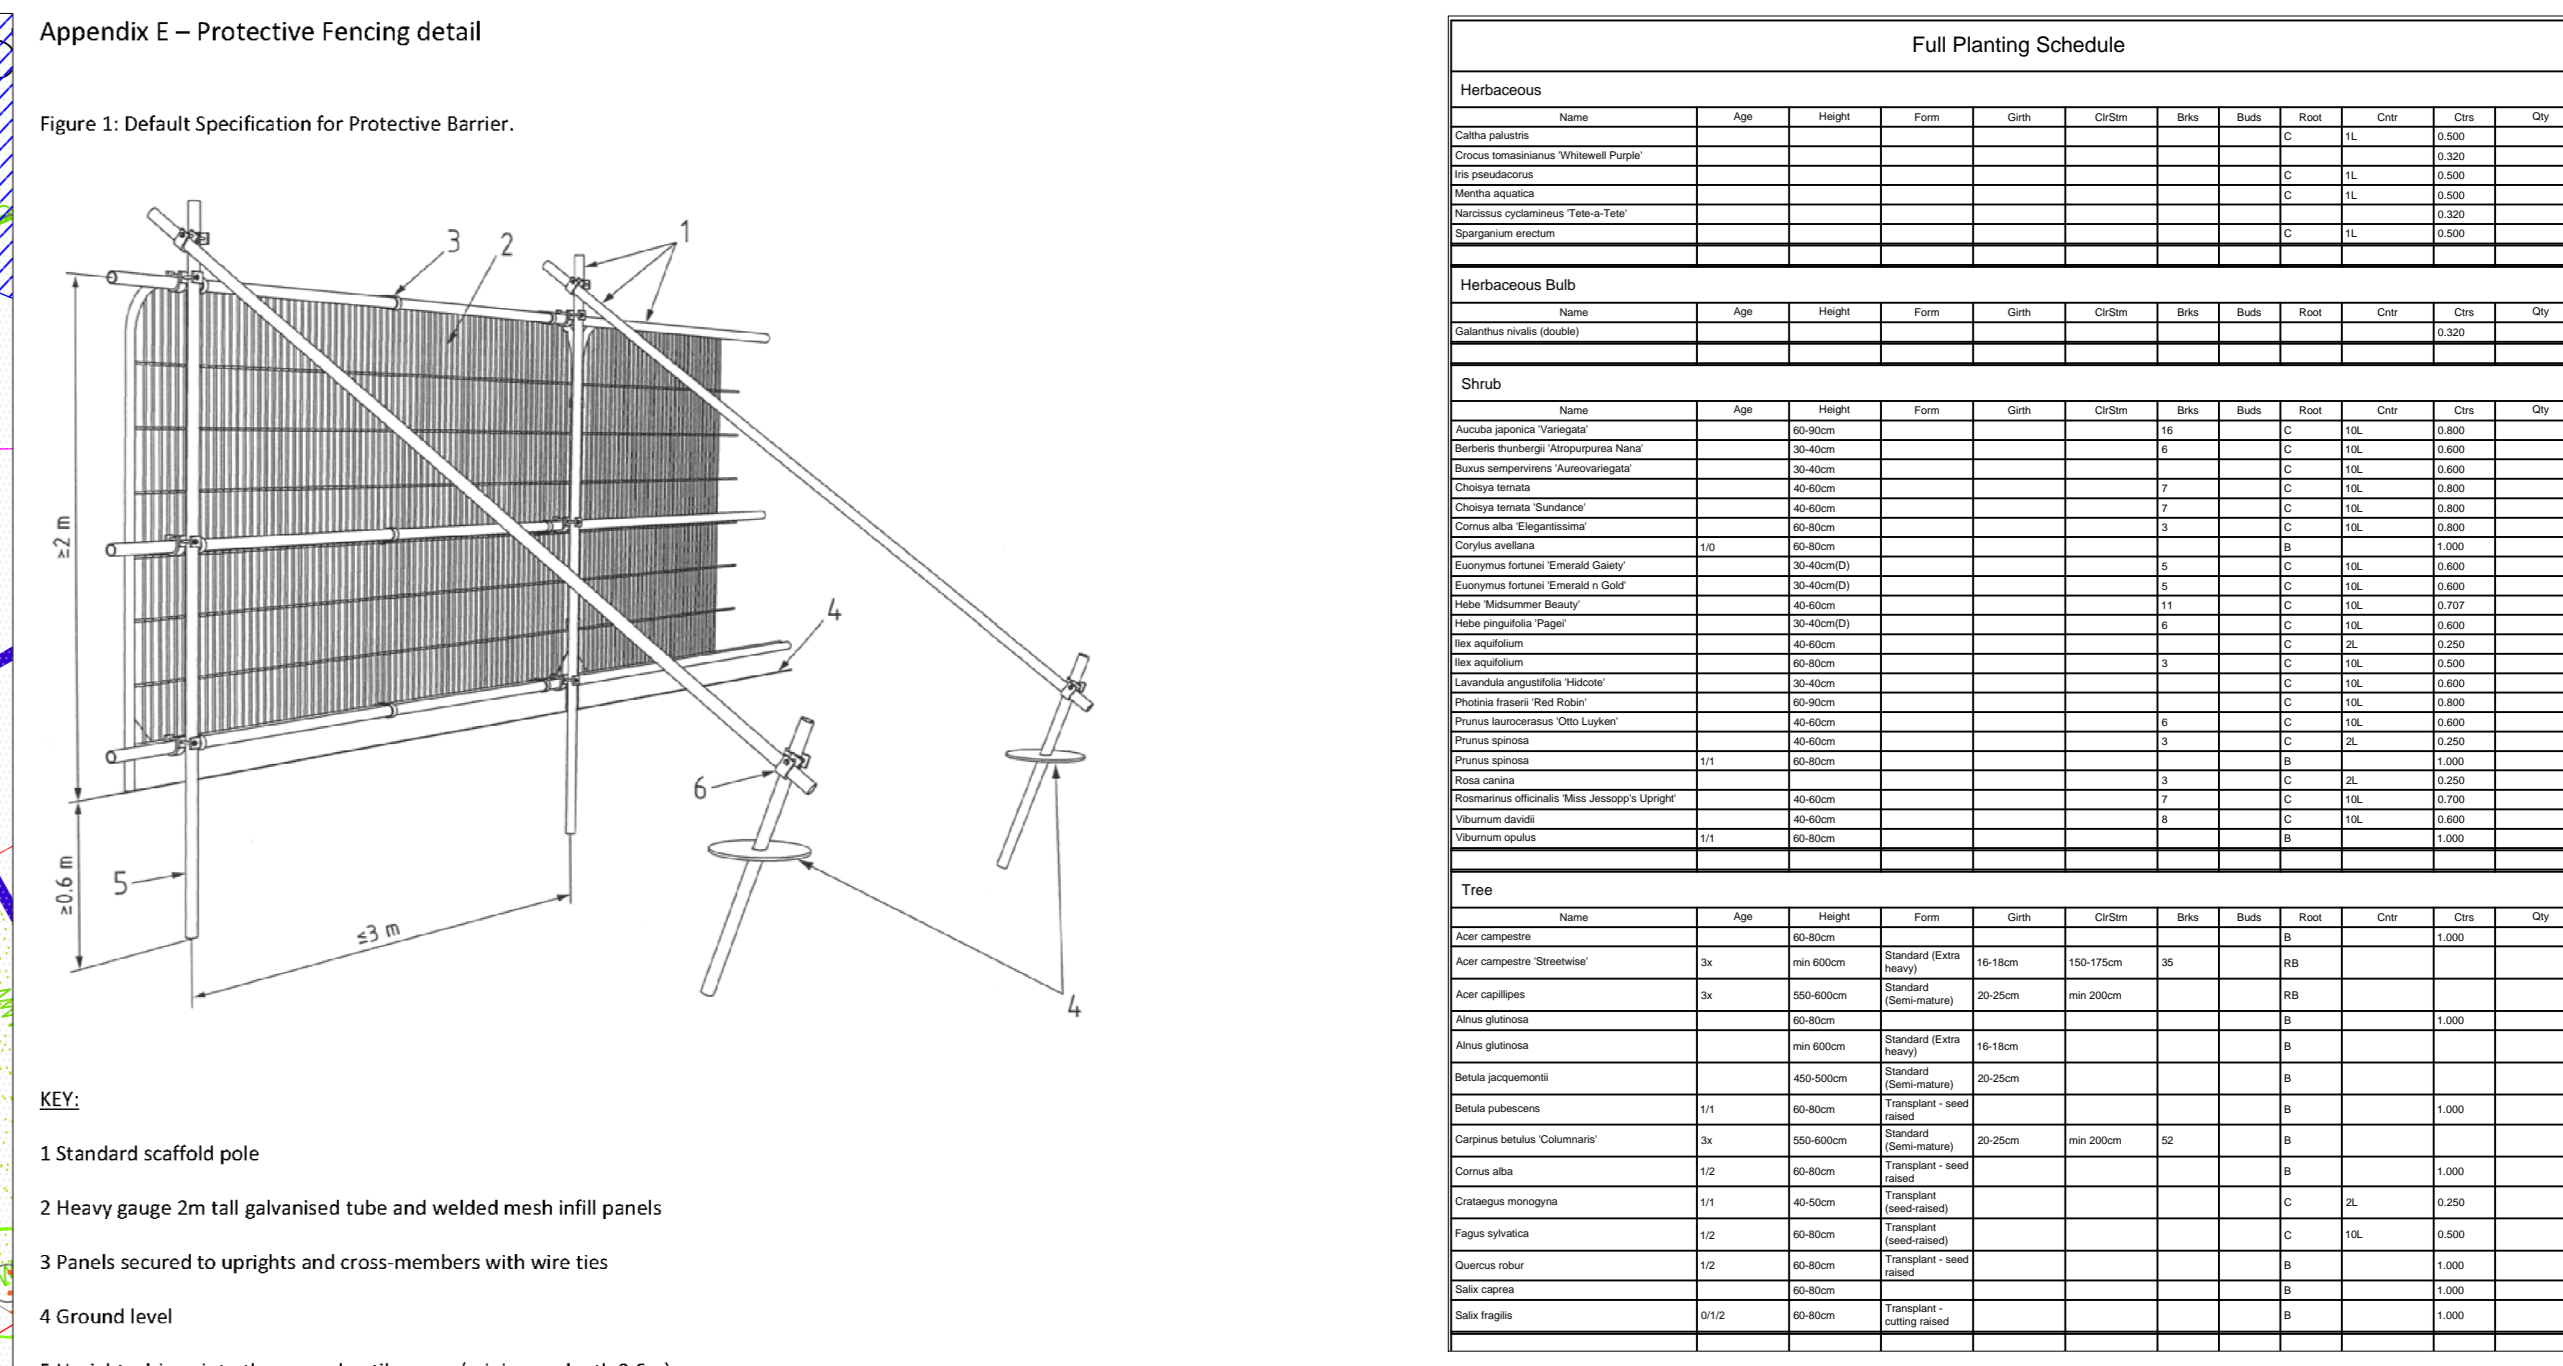 Appendix E – Protective Fencing detail
Figure 1: Default Specification for Protective Barrier.
1
3
2
≥2 m
4
6
5
≥0.6 m
≤3 m
4
KEY:
1 Standard scaffold pole
2 Heavy gauge 2m tall galvanised tube and welded mesh infill panels
3 Panels secured to uprights and cross-members with wire ties
4 Ground level
Full Planting Schedule
Herbaceous
Name Age Height Form Girth ClrStm Brks Buds Root Cntr Ctrs Qty
Caltha palustris C 1L 0.500
Crocus tomasinianus 'Whitewell Purple' 0.320
Iris pseudacorus C 1L 0.500
Mentha aquatica C 1L 0.500
Narcissus cyclamineus 'Tete-a-Tete' 0.320
Sparganium erectum C 1L 0.500
Herbaceous Bulb
Name Age Height Form Girth ClrStm Brks Buds Root Cntr Ctrs Qty
Galanthus nivalis (double) 0.320
Shrub
Name Age Height Form Girth ClrStm Brks Buds Root Cntr Ctrs Qty
Aucuba japonica 'Variegata' 60-90cm 16 C 10L 0.800
Berberis thunbergii 'Atropurpurea Nana' 30-40cm 6 C 10L 0.600
Buxus sempervirens 'Aureovariegata' 30-40cm C 10L 0.600
Choisya ternata 40-60cm 7 C 10L 0.800
Choisya ternata 'Sundance' 40-60cm 7 C 10L 0.800
Cornus alba 'Elegantissima' 60-80cm 3 C 10L 0.800
Corylus avellana 1/0 60-80cm B 1.000
Euonymus fortunei 'Emerald Gaiety' 30-40cm(D) 5 C 10L 0.600
Euonymus fortunei 'Emerald n Gold' 30-40cm(D) 5 C 10L 0.600
Hebe 'Midsummer Beauty' 40-60cm 11 C 10L 0.707
Hebe pinguifolia 'Pagei' 30-40cm(D) 6 C 10L 0.600
Ilex aquifolium 40-60cm C 2L 0.250
Ilex aquifolium 60-80cm 3 C 10L 0.500
Lavandula angustifolia 'Hidcote' 30-40cm C 10L 0.600
Photinia fraserii 'Red Robin' 60-90cm C 10L 0.800
Prunus laurocerasus 'Otto Luyken' 40-60cm 6 C 10L 0.600
Prunus spinosa 40-60cm 3 C 2L 0.250
Prunus spinosa 1/1 60-80cm B 1.000
Rosa canina 3 C 2L 0.250
Rosmarinus officinalis 'Miss Jessopp's Upright' 40-60cm 7 C 10L 0.700
Viburnum davidii 40-60cm 8 C 10L 0.600
Viburnum opulus 1/1 60-80cm B 1.000
Tree
Name Age Height Form Girth ClrStm Brks Buds Root Cntr Ctrs Qty
Acer campestre 60-80cm B 1.000
Acer campestre 'Streetwise' 3x min 600cm Standard (Extra heavy) 16-18cm 150-175cm 35 RB
Acer capillipes 3x 550-600cm Standard (Semi-mature) 20-25cm min 200cm RB
Alnus glutinosa 60-80cm B 1.000
Alnus glutinosa min 600cm Standard (Extra heavy) 16-18cm B
Betula jacquemontii 450-500cm Standard (Semi-mature) 20-25cm B
Betula pubescens 1/1 60-80cm Transplant - seed raised B 1.000
Carpinus betulus 'Columnaris' 3x 550-600cm Standard (Semi-mature) 20-25cm min 200cm 52 B
Cornus alba 1/2 60-80cm Transplant - seed raised B 1.000
Crataegus monogyna 1/1 40-50cm Transplant (seed-raised) C 2L 0.250
Fagus sylvatica 1/2 60-80cm Transplant (seed-raised) C 10L 0.500
Quercus robur 1/2 60-80cm Transplant - seed raised B 1.000
Salix caprea 60-80cm B 1.000
Salix fragilis 0/1/2 60-80cm Transplant - cutting raised B 1.000